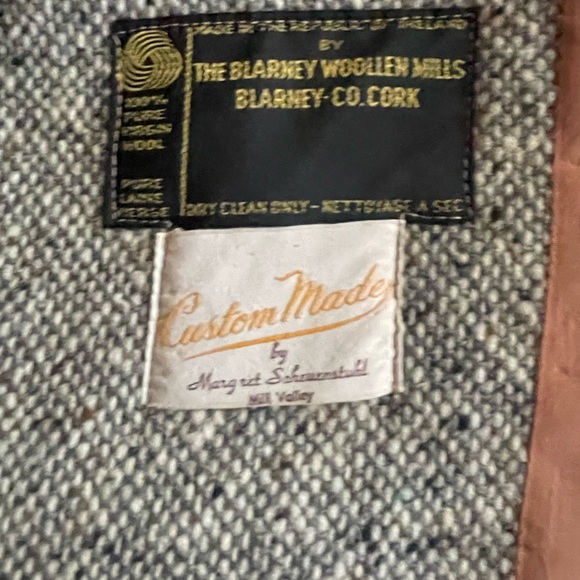 MADE IN THE REPUBLIC OF IRELAND
BY
THE BLARNEY WOOLLEN MILLS
BLARNEY-CO.CORK
100%
PURE
VIRGIN
WOOL
PURE
LAINE
VIERGE
DRY CLEAN ONLY-NETTOYAGE A SEC
Custom Made
by
Margret
Mill Valley